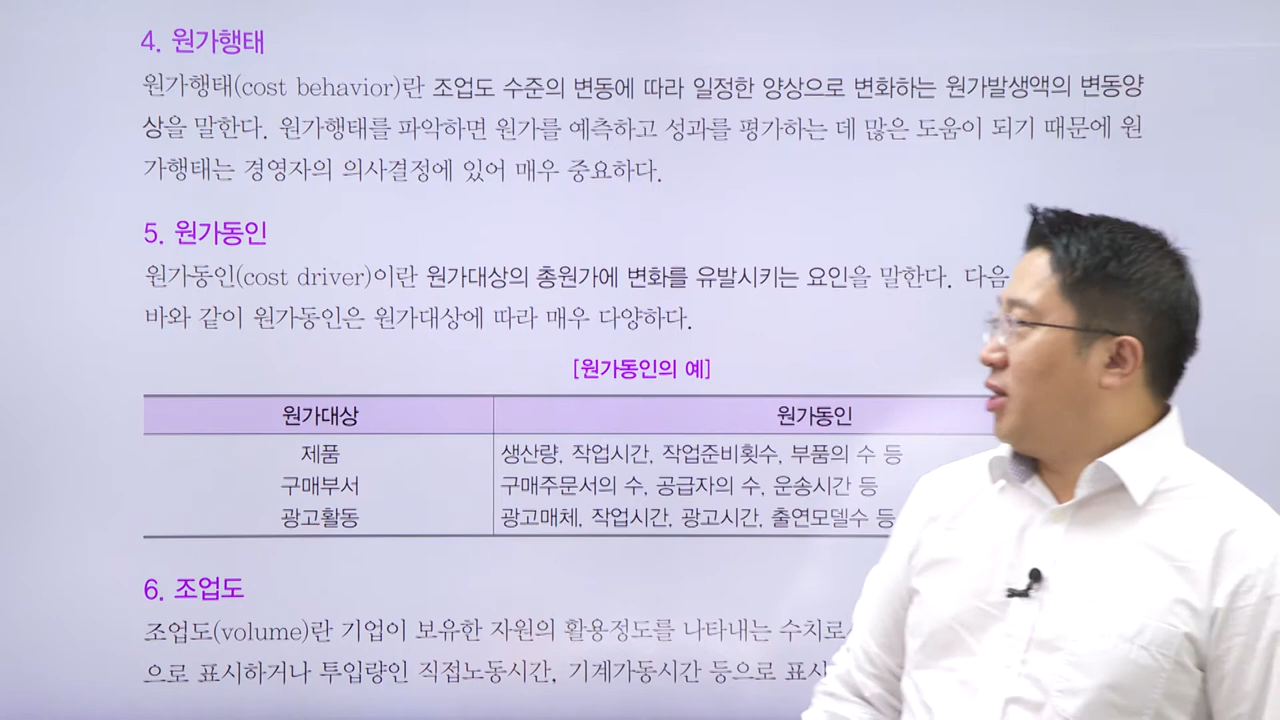 4. 원가행태
원가행태(cost behavior)란 조업도 수준의 변동에 따라 일정한 양상으로 변화하는 원가발생액의 변동양
상을 말한다. 원가행태를 파악하면 원가를 예측하고 성과를 평가하는 데 많은 도움이 되기 때문에 원
가행태는 경영자의 의사결정에 있어 매우 중요하다.
5. 원가동인
원가동인(cost driver)이란 원가대상의 총원가에 변화를 유발시키는 요인을 말한다. 다음
바와 같이 원가동인은 원가대상에 따라 매우 다양하다.
[원가동인의 예]
원가대상 원가동인
제품 생산량, 작업시간, 작업준비횟수, 부품의 수 등
구매부서 구매주문서의 수, 공급자의 수, 운송시간 등
광고활동 광고매체, 작업시간, 광고시간, 출연모델수 등
6. 조업도
조업도(volume)란 기업이 보유한 자원의 활용정도를 나타내는 수치로
으로 표시하거나 투입량인 직접노동시간, 기계가동시간 등으로 표시